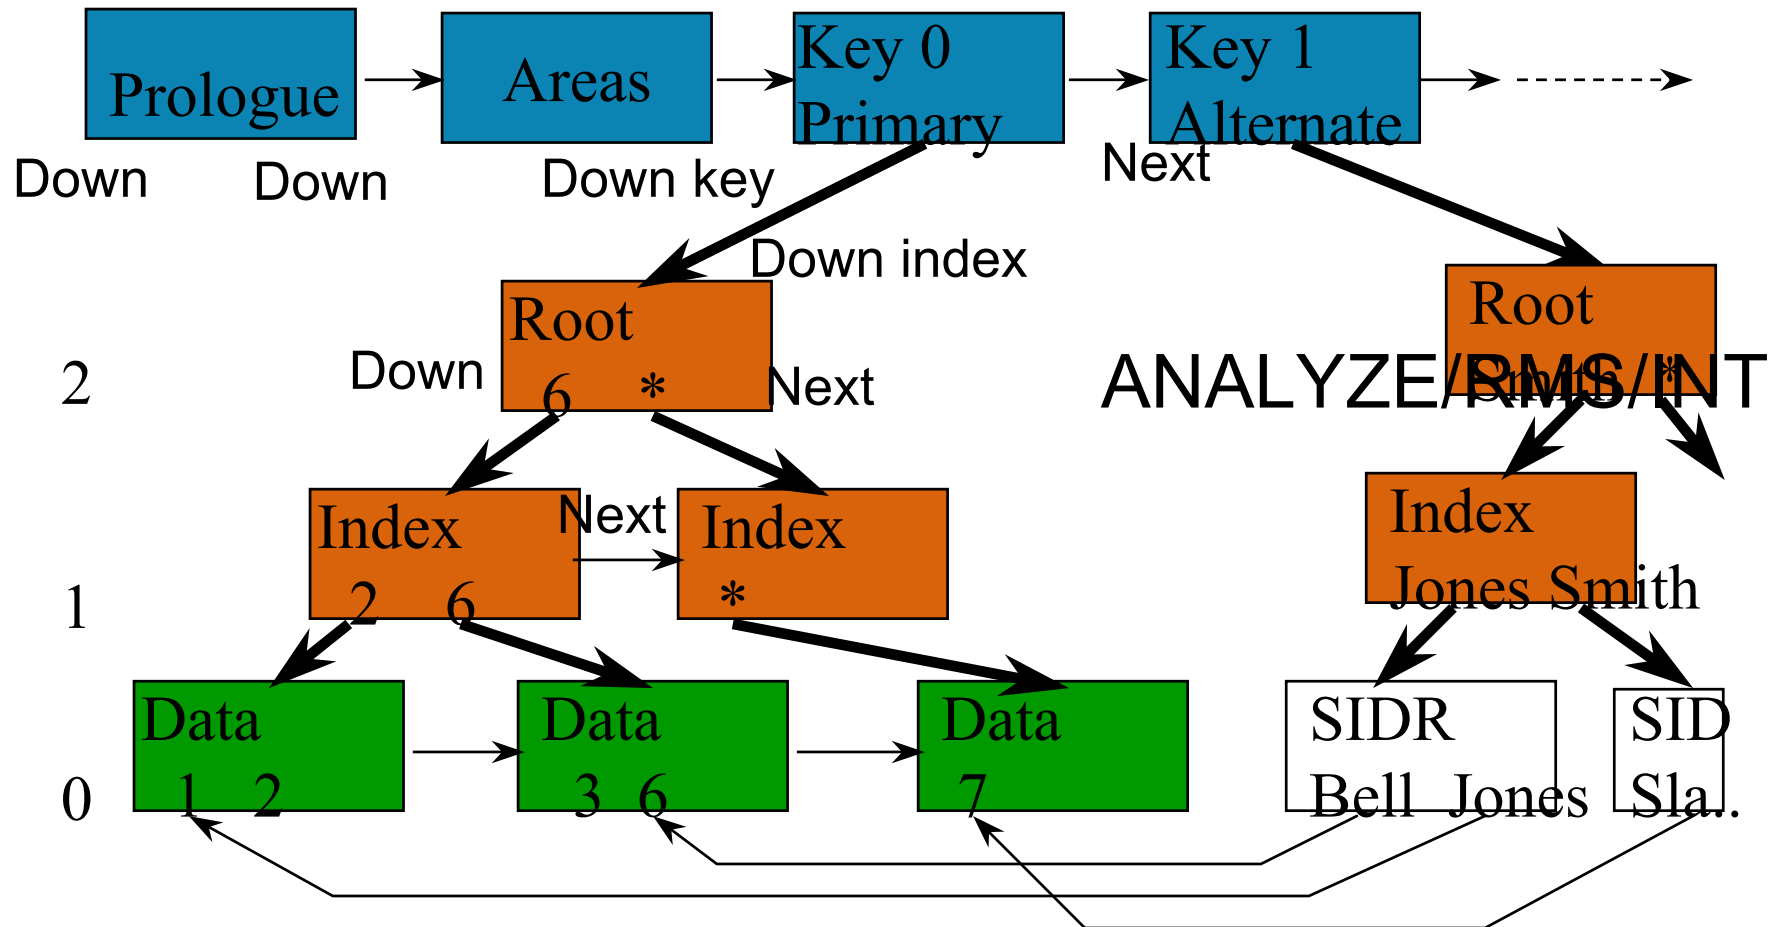 Prologue
Areas
Key 0
Primary
Key 1
Alternate
Down
Down
Down key
Next
Down index
Root
6 *
Down
Next
2
Root
Smith *
ANALYZE/RMS/INT
Index
2 6
Next
Index
*
1
Index
Jones Smith
Data
1 2
Data
3 6
Data
7
SIDR
Bell Jones
SID
Sla..
0